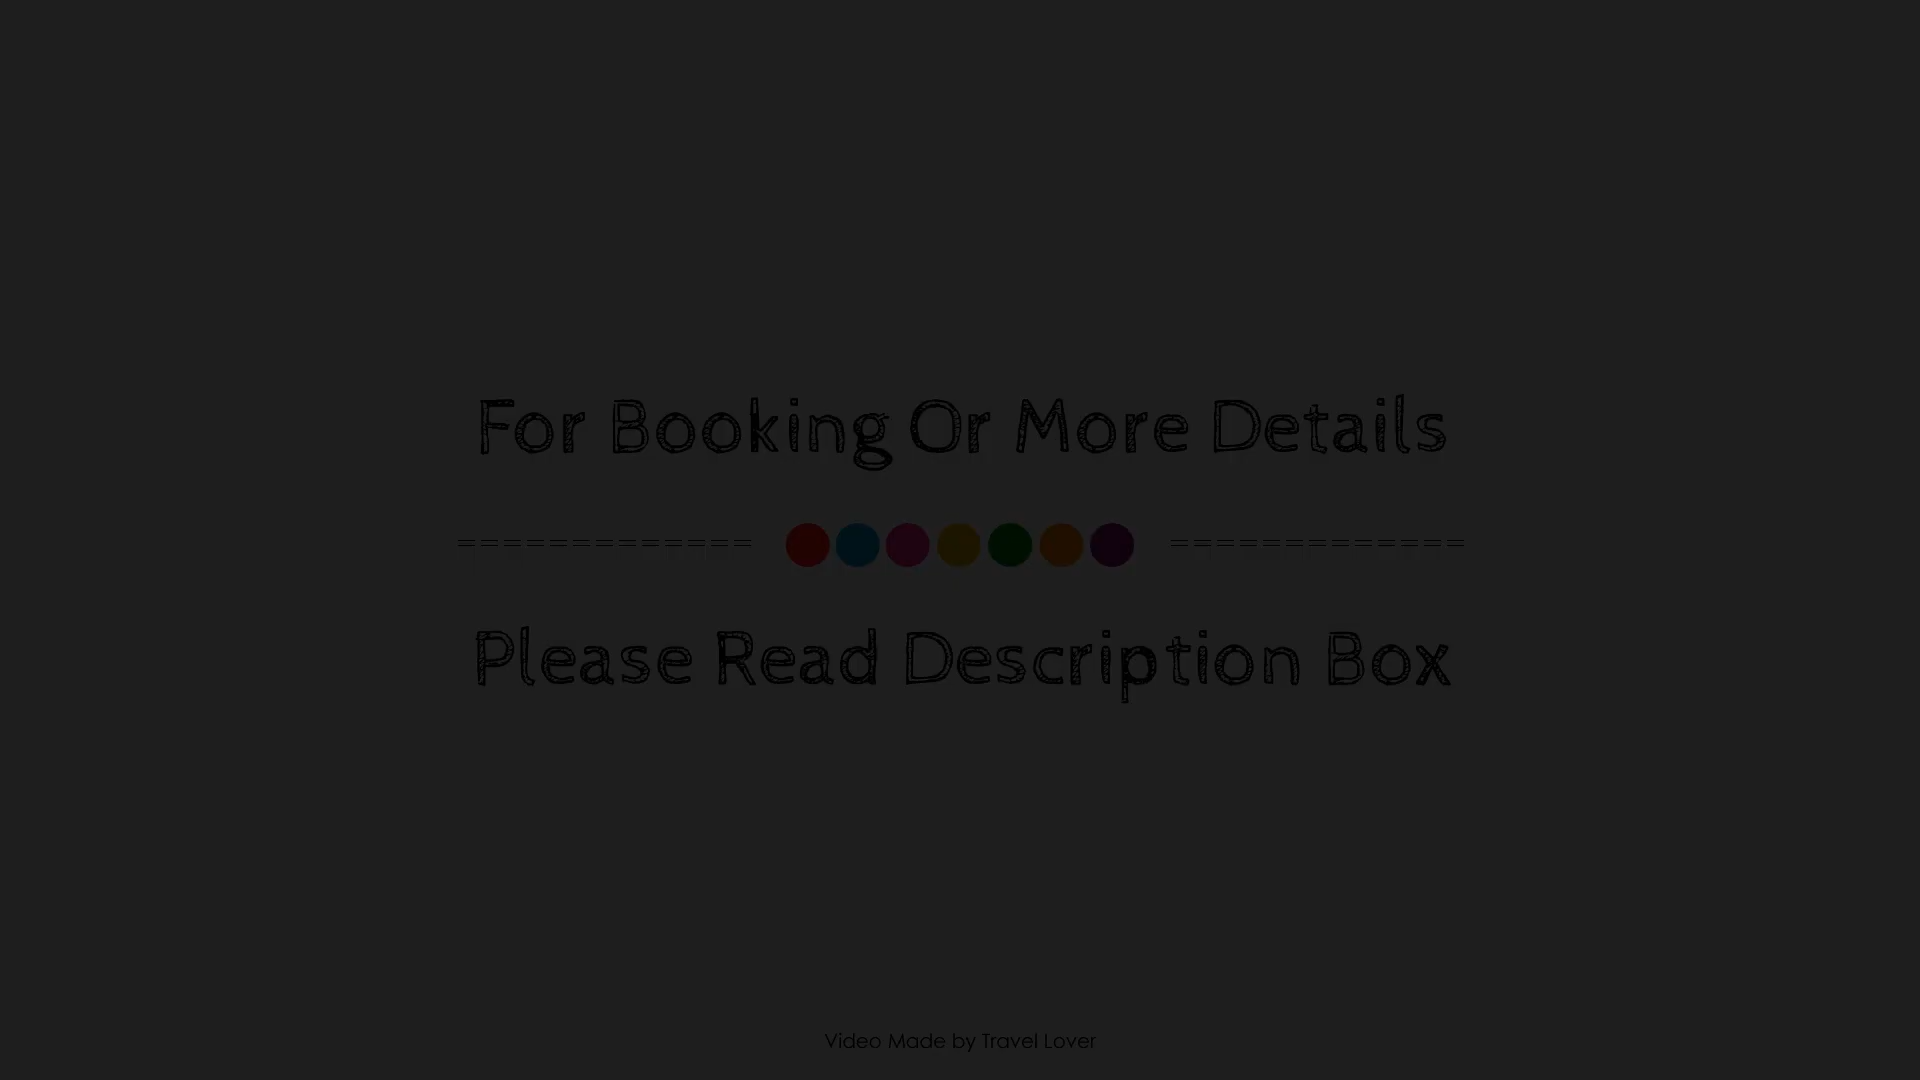 For Booking Or More Details
============= =============
Please Read Description Box
Video Made by Travel Lover